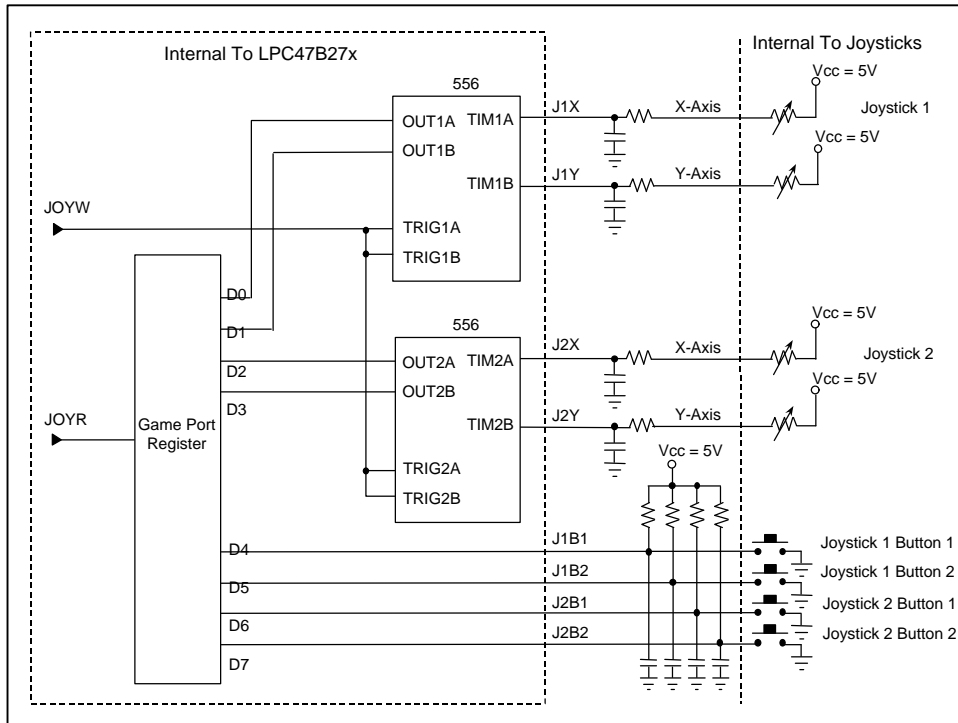 Internal To LPC47B27x
Internal To Joysticks
Vcc = 5V
556
J1X
X-Axis
Joystick 1
OUT1A
TIM1A
OUT1B
Vcc = 5V
J1Y
Y-Axis
TIM1B
JOYW
TRIG1A
TRIG1B
D0
D1
556
Vcc = 5V
J2X
X-Axis
Joystick 2
OUT2A
TIM2A
D2
OUT2B
Vcc = 5V
D3
J2Y
Y-Axis
TIM2B
JOYR
Game Port
Register
Vcc = 5V
TRIG2A
TRIG2B
D4
J1B1
Joystick 1 Button 1
D5
J1B2
Joystick 1 Button 2
D6
J2B1
Joystick 2 Button 1
J2B2
Joystick 2 Button 2
D7